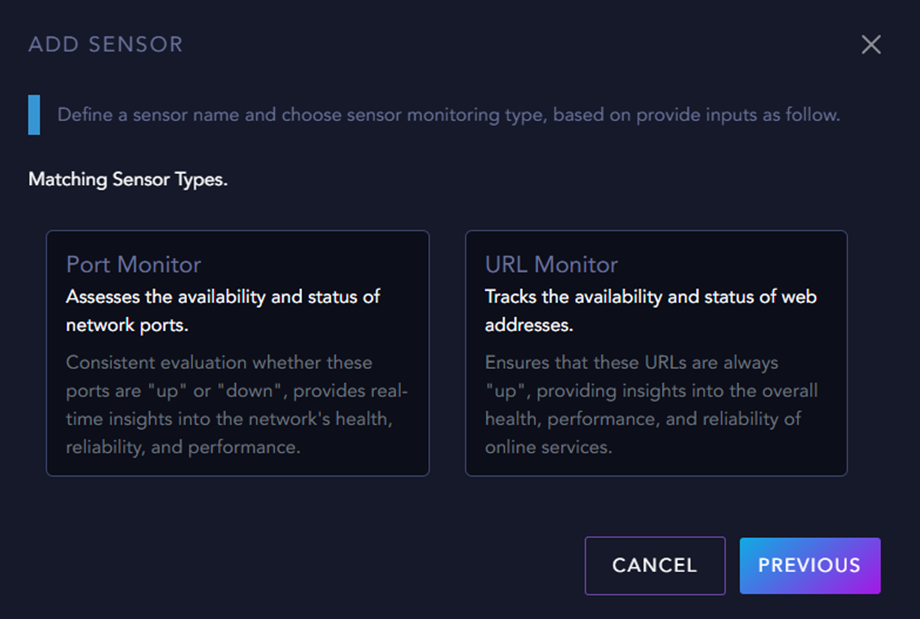 ADD SENSOR
Define a sensor name and choose sensor monitoring type, based on provide inputs as follow.
Matching Sensor Types.
Port Monitor
Assesses the availability and status of
network ports.
Consistent evaluation whether these
ports are "up" or "down", provides real-
time insights into the network's health,
reliability, and performance.
URL Monitor
Tracks the availability and status of web
addresses.
Ensures that these URLs are always
"up", providing insights into the overall
health, performance, and reliability of
online services.
CANCEL
PREVIOUS